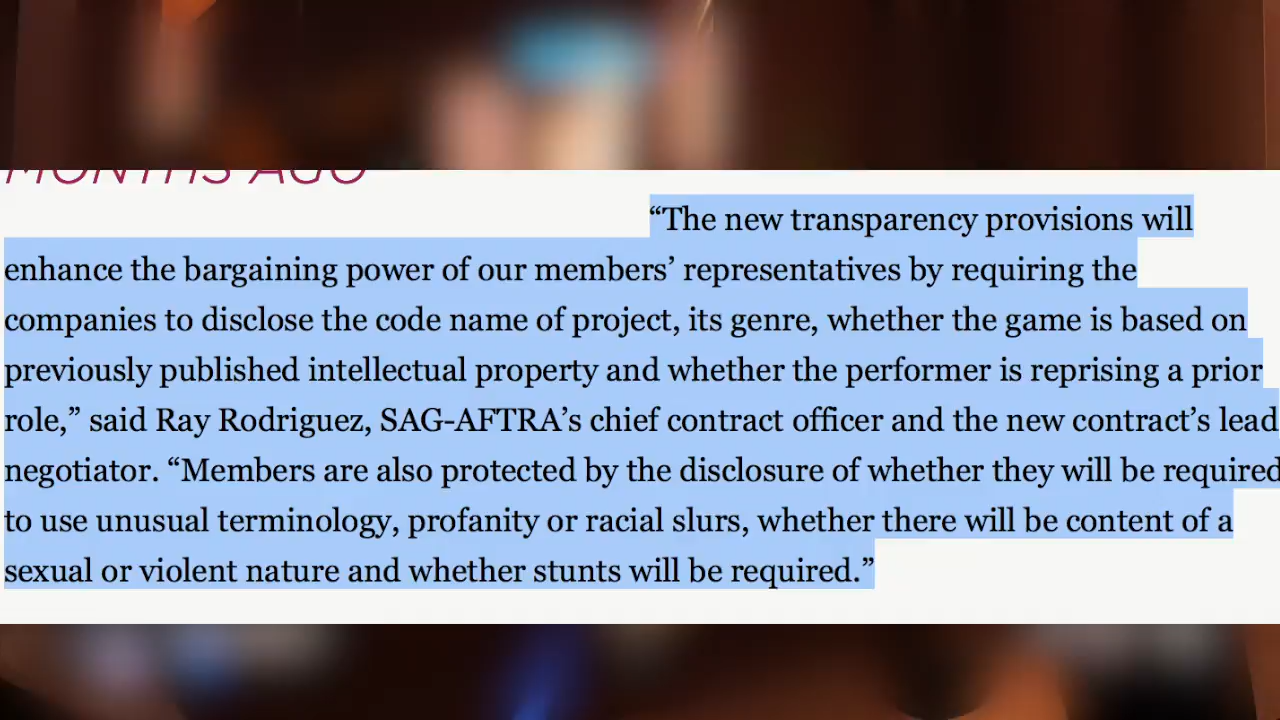 MONTHS AGO
“The new transparency provisions will
enhance the bargaining power of our members’ representatives by requiring the
companies to disclose the code name of project, its genre, whether the game is based on
previously published intellectual property and whether the performer is reprising a prior
role,” said Ray Rodriguez, SAG-AFTRA’s chief contract officer and the new contract’s lead
negotiator. “Members are also protected by the disclosure of whether they will be required
to use unusual terminology, profanity or racial slurs, whether there will be content of a
sexual or violent nature and whether stunts will be required.”